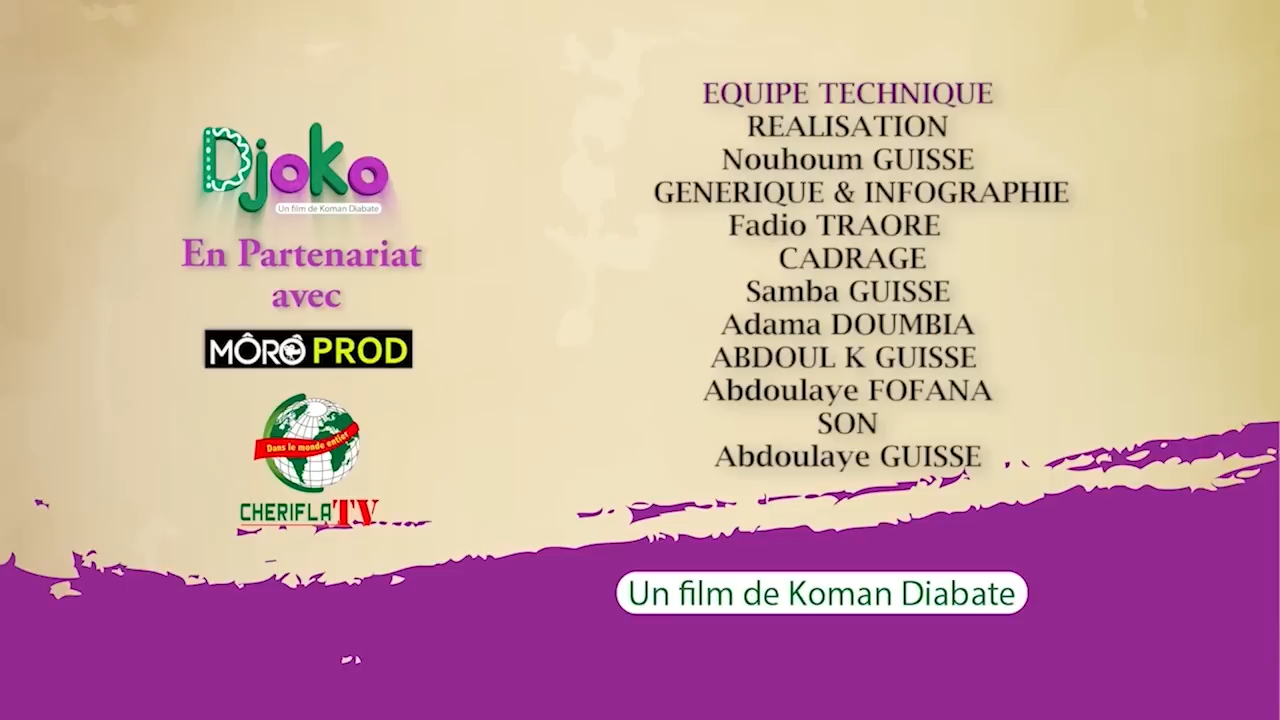 Djoko
Un film de Koman Diabate
En Partenariat
avec
MÔRÔ PROD
Dans le monde entier
CHERIFLA TV
EQUIPE TECHNIQUE
REALISATION
Nouhoum GUISSE
GENERIQUE & INFOGRAPHIE
Fadio TRAORE
CADRAGE
Samba GUISSE
Adama DOUMBIA
ABDOUL K GUISSE
Abdoulaye FOFANA
SON
Abdoulaye GUISSE
Un film de Koman Diabate